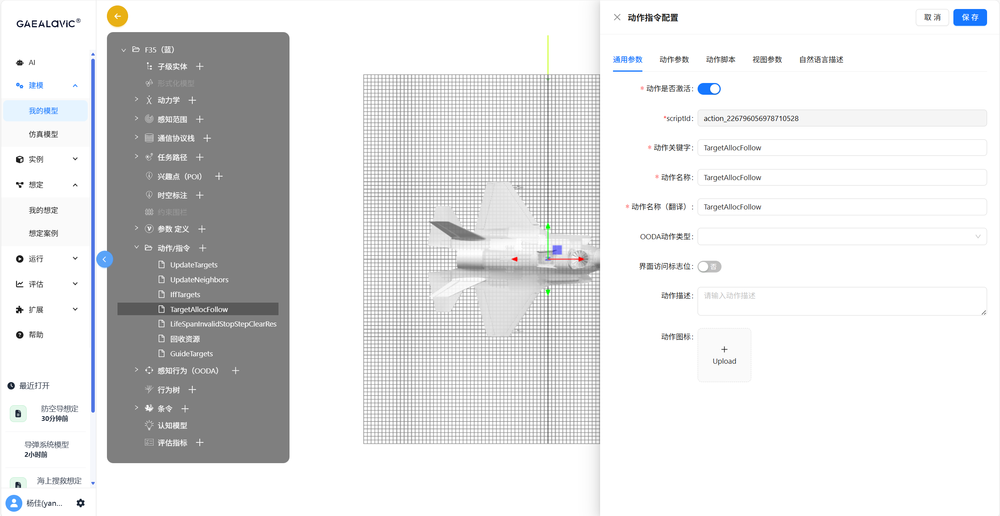 GAEALAVIC®
AI
建模
我的模型
仿真模型
实例
想定
我的想定
想定案例
运行
评估
扩展
帮助
最近打开
防空导想定
30分钟前
导弹系统模型
2小时前
海上搜救想定
杨佳(yan...
F35（蓝）
子级实体
形式化模型
动力学
感知范围
通信协议栈
任务路径
兴趣点（POI）
时空标注
约束围栏
参数 定义
动作/指令
UpdateTargets
UpdateNeighbors
IffTargets
TargetAllocFollow
LifeSpanInvalidStopStepClearRes
回收资源
GuideTargets
感知行为（OODA）
行为树
条令
认知模型
评估指标
动作指令配置
取 消
保 存
通用参数 动作参数 动作脚本 视图参数 自然语言描述
* 动作是否激活:
*scriptId: action_226796056978710528
* 动作关键字: TargetAllocFollow
* 动作名称: TargetAllocFollow
* 动作名称（翻译）: TargetAllocFollow
OODA动作类型:
界面访问标志位: 否
动作描述: 请输入动作描述
动作图标:
Upload